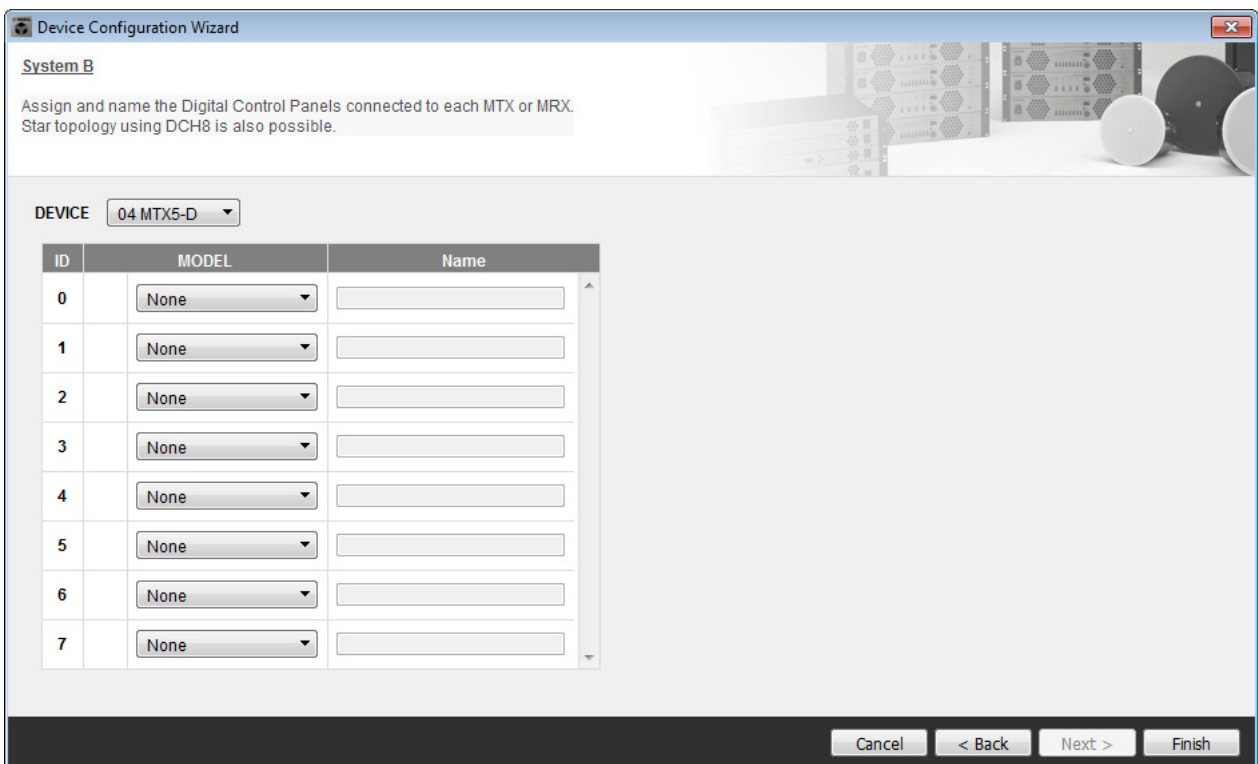 Device Configuration Wizard
System B
Assign and name the Digital Control Panels connected to each MTX or MRX.
Star topology using DCH8 is also possible.
DEVICE 04 MTX5-D
ID MODEL Name
0 None
1 None
2 None
3 None
4 None
5 None
6 None
7 None
Cancel < Back Next > Finish